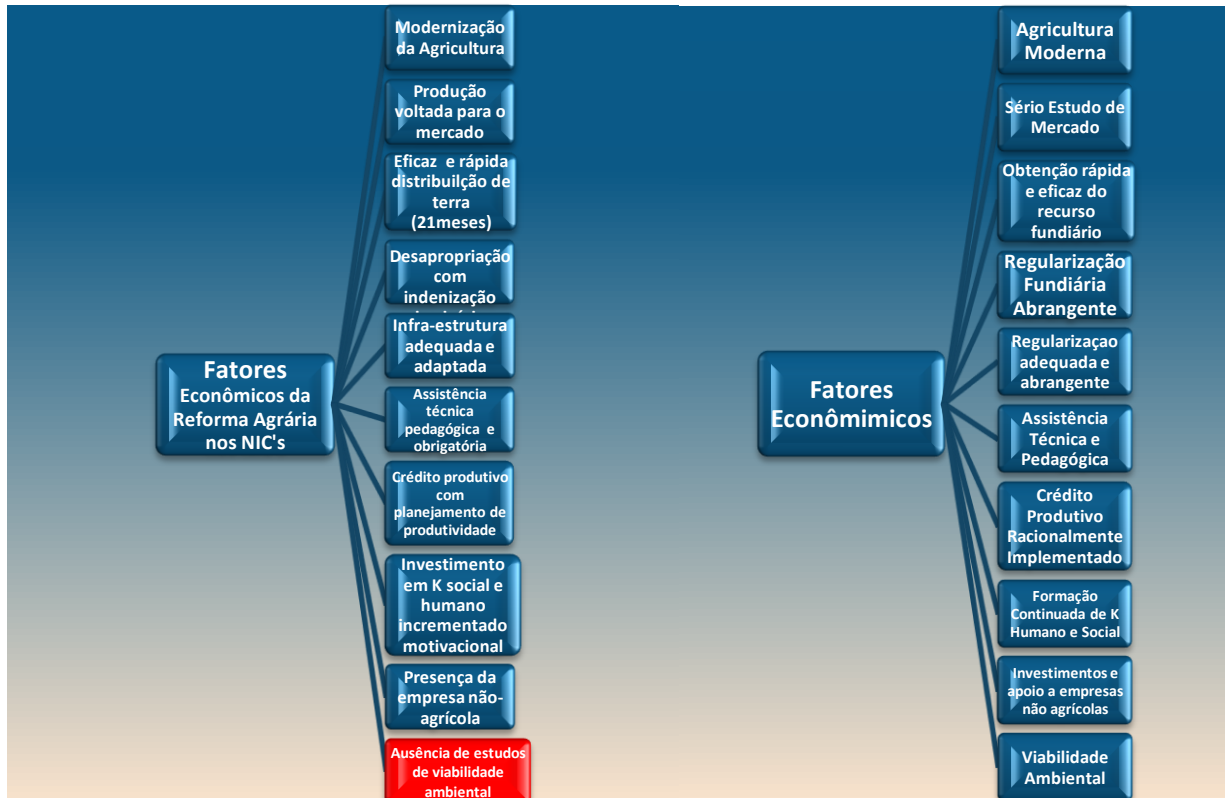 Modernização
da Agricultura
Produção
voltada para o
mercado
Eficaz e rápida
distribuilção de
terra
(21meses)
Desapropriação
com
indenização
Infra-estrutura
adequada e
adaptada
Assistência
técnica
pedagógica e
obrigatória
Crédito produtivo
com
planejamento de
produtividade
Investimento
em K social e
humano
incrementado
motivacional
Presença da
empresa não-
agrícola
Ausência de estudos
de viabilidade
ambiental
Fatores
Econômicos da
Reforma Agrária
nos NIC's
Agricultura
Moderna
Sério Estudo de
Mercado
Obtenção rápida
e eficaz do
recurso
fundiário
Regularização
Fundiária
Abrangente
Regularizaçao
adequada e
abrangente
Assistência
Técnica e
Pedagógica
Crédito
Produtivo
Racionalmente
Implementado
Formação
Continuada de K
Humano e Social
Investimentos e
apoio a empresas
não agrícolas
Viabilidade
Ambiental
Fatores
Econômimicos